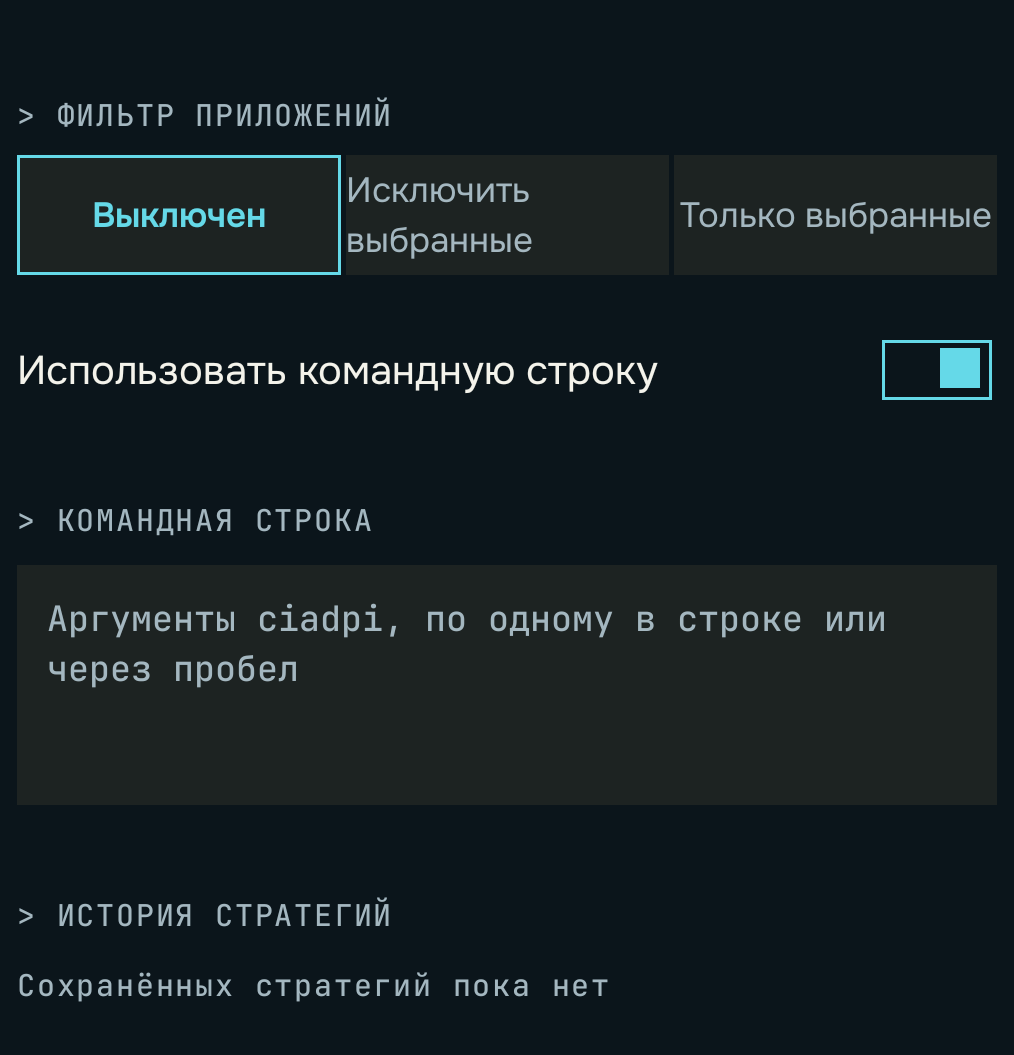 > ФИЛЬТР ПРИЛОЖЕНИЙ
Выключен
Исключить
выбранные
Только выбранные
Использовать командную строку
> КОМАНДНАЯ СТРОКА
Аргументы ciadpi, по одному в строке или
через пробел
> ИСТОРИЯ СТРАТЕГИЙ
Сохранённых стратегий пока нет